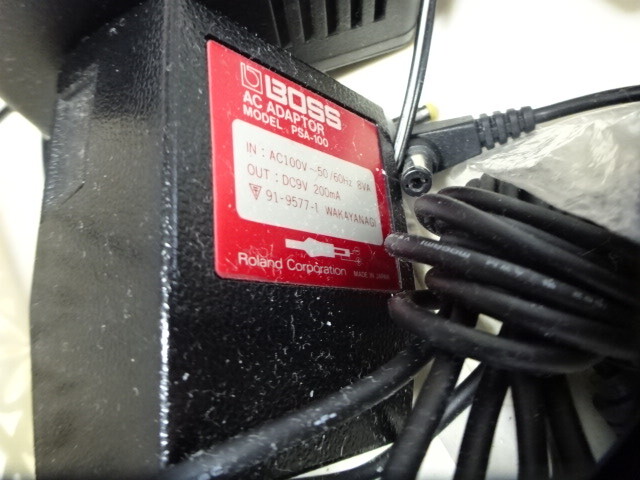 BOSS
AC ADAPTOR
MODEL PSA-100
IN : AC100V ~ 50/60Hz 8VA
OUT : DC9V 200mA
91-9577-1 WAKAYANAGI
Roland Corporation MADE IN JAPAN